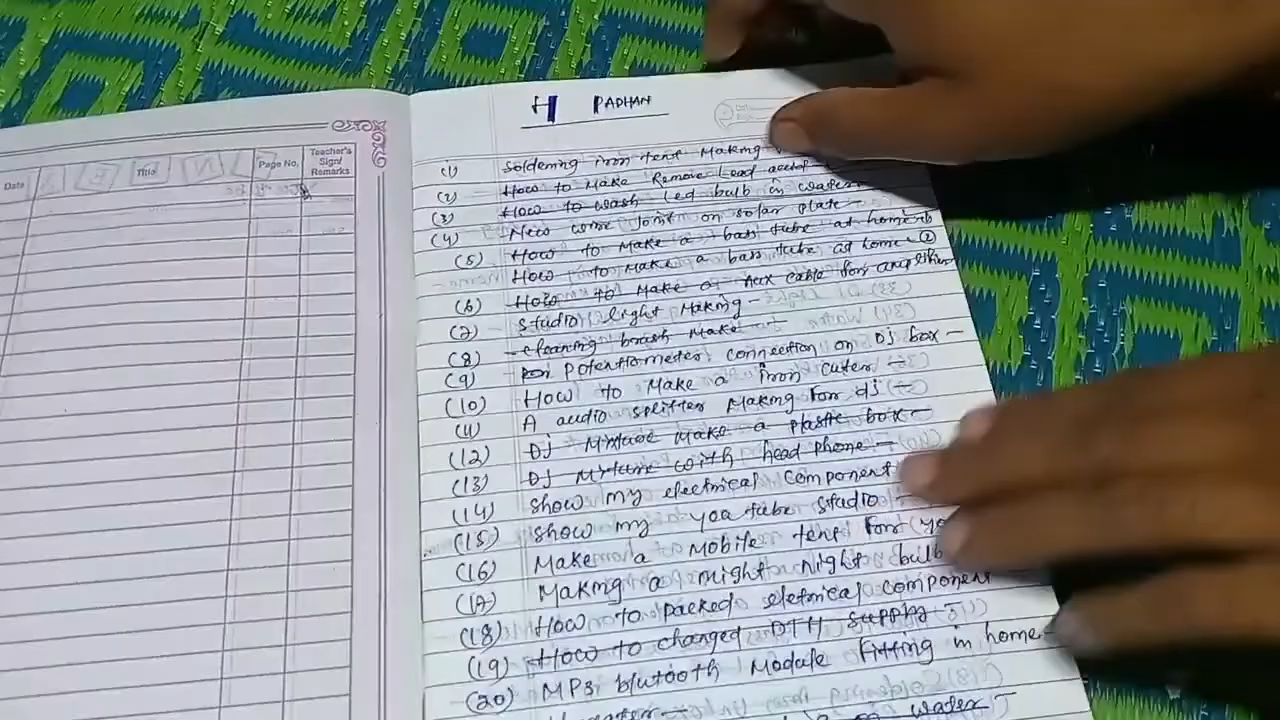 H PADHAN
Date
Title
Page No.
Teacher's
Sign/
Remarks
(1) Soldering iron tent Making
(2) How to Make Remove Lead
(3) How to wash Led bulb in water
(4) New wire Joint on solar plate -
(5) How to Make a bass tube at home
How to Make a bass tube at home - (2)
(6) How to Make a Aux cable for amplifier
(7) studio light Making -
(8) cleaning brush Make -
(9) potentiometer connection on DJ box -
(10) How to Make a iron cuter -
(11) A audio splitter Making for dj -
(12) DJ Mixture Make a plastic box -
(13) DJ Mixture with head phone -
(14) show my electrical component
(15) show my you tube studio -
(16) Make a Mobile tent For
(17) Making a night bulb
(18) How to packed eletrical component
(19) How to changed DTH supply -
(20) MP3 blutooth Module Fitting in home -
water